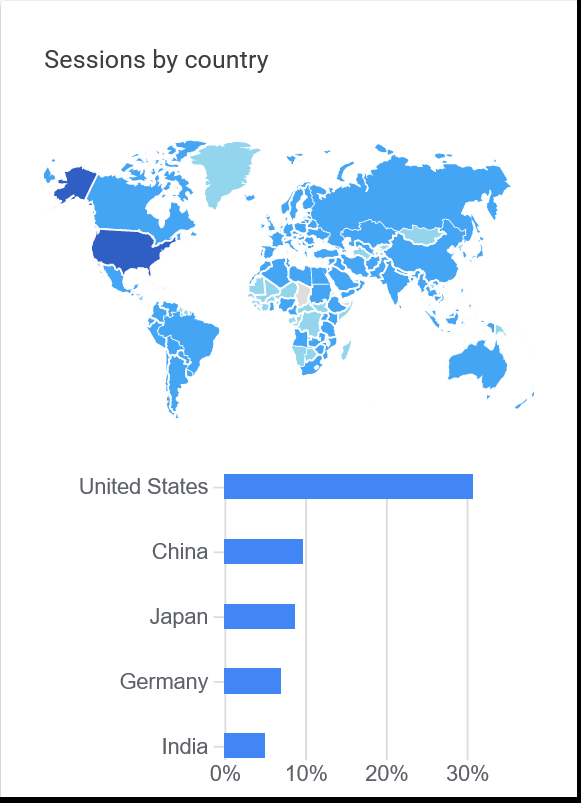 Sessions by country
United States
China
Japan
Germany
India
0% 10% 20% 30%